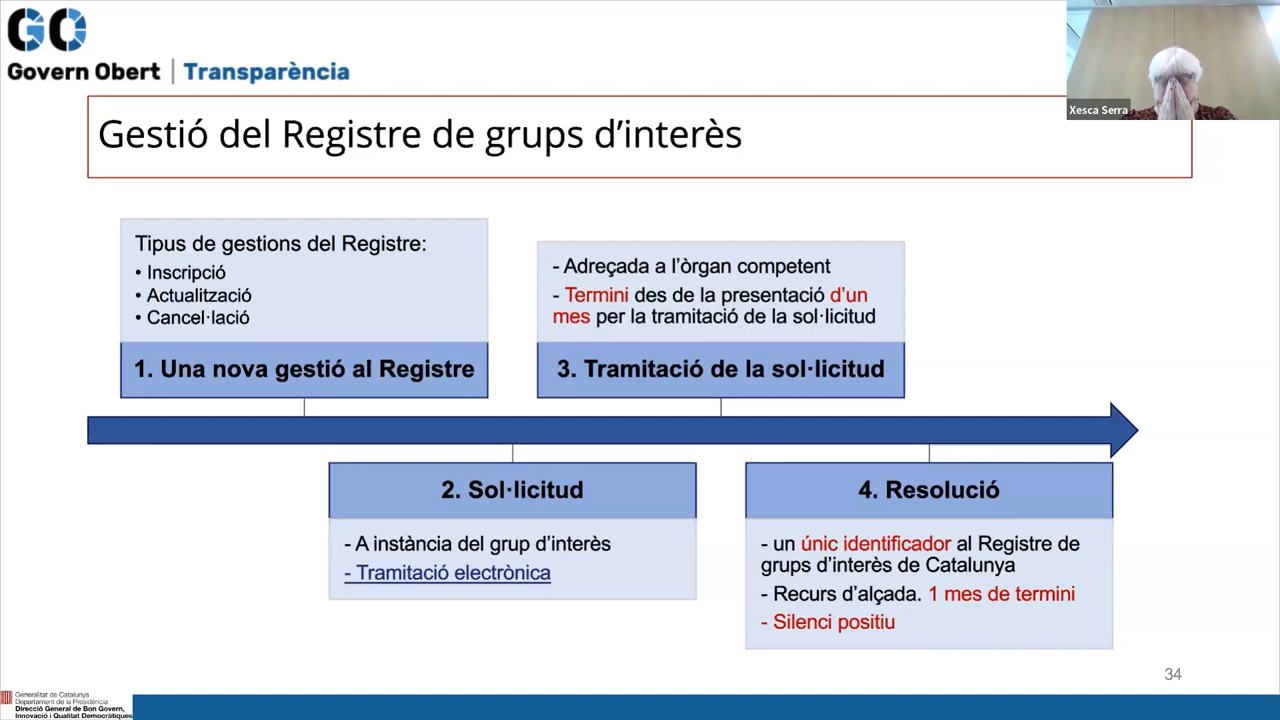 GO
Govern Obert | Transparència
Xesca Serra
Gestió del Registre de grups d’interès
Tipus de gestions del Registre:
• Inscripció
• Actualització
• Cancel·lació
1. Una nova gestió al Registre
- Adreçada a l’òrgan competent
- Termini des de la presentació d’un
mes per la tramitació de la sol·licitud
3. Tramitació de la sol·licitud
2. Sol·licitud
- A instància del grup d’interès
- Tramitació electrònica
4. Resolució
- un únic identificador al Registre de
grups d’interès de Catalunya
- Recurs d’alçada. 1 mes de termini
- Silenci positiu
34
Generalitat de Catalunya
Departament de la Presidència
Direcció General de Bon Govern,
Innovació i Qualitat Democràtiques